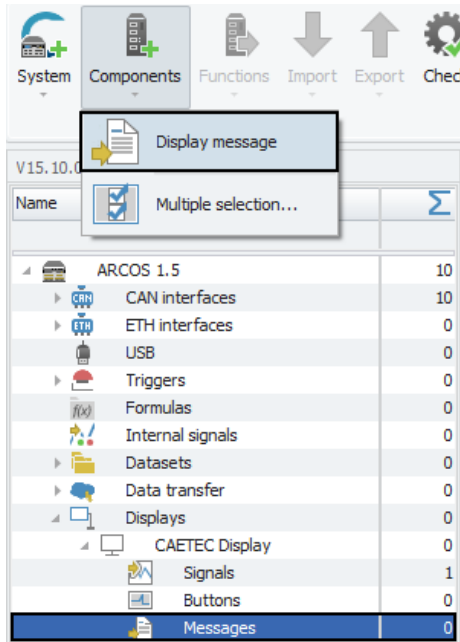 System Components Functions Import Export Chec
Display message
V15.10.0
Name Multiple selection... Σ
ARCOS 1.5 10
CAN CAN interfaces 10
ETH ETH interfaces 0
USB 0
Triggers 0
f(x) Formulas 0
Internal signals 0
Datasets 0
Data transfer 0
Displays 0
CAETEC Display 0
Signals 1
Buttons 0
Messages 0